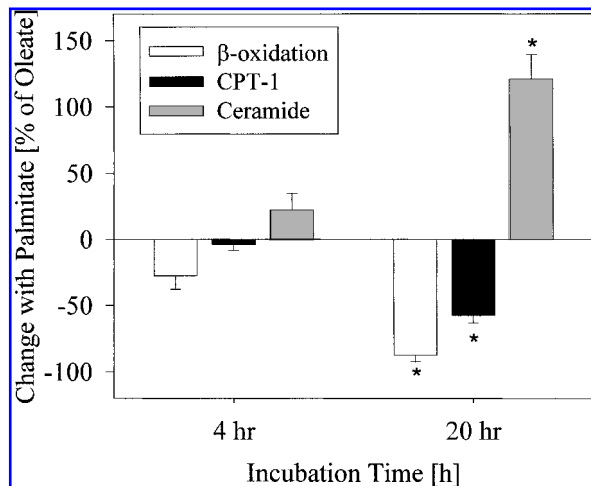 Change with Palmitate [% of Oleate]
150
100
50
0
-50
-100
β-oxidation
CPT-1
Ceramide
*
*
*
4 hr
20 hr
Incubation Time [h]